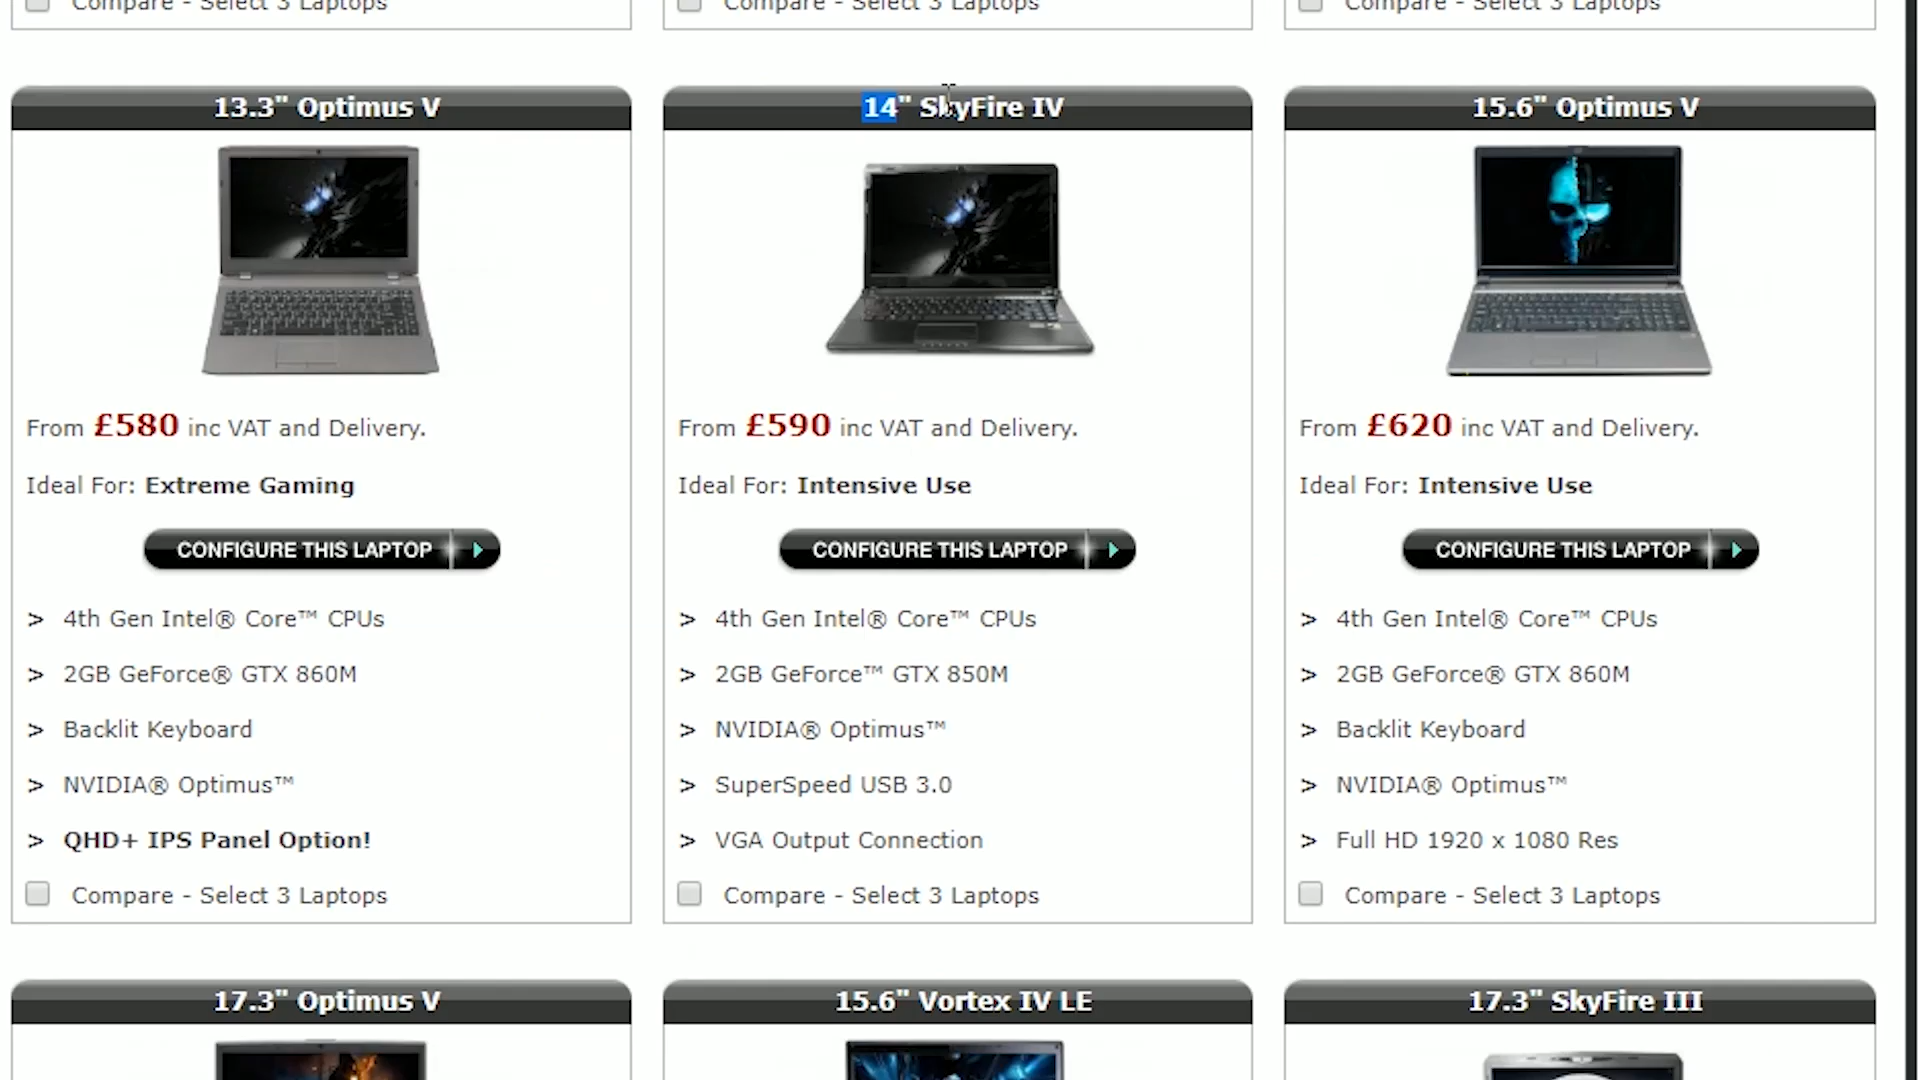 Compare - Select 3 Laptops
Compare - Select 3 Laptops
Compare - Select 3 Laptops
13.3" Optimus V
From £580 inc VAT and Delivery.
Ideal For: Extreme Gaming
CONFIGURE THIS LAPTOP
> 4th Gen Intel® Core™ CPUs
> 2GB GeForce® GTX 860M
> Backlit Keyboard
> NVIDIA® Optimus™
> QHD+ IPS Panel Option!
Compare - Select 3 Laptops
14" SkyFire IV
From £590 inc VAT and Delivery.
Ideal For: Intensive Use
CONFIGURE THIS LAPTOP
> 4th Gen Intel® Core™ CPUs
> 2GB GeForce™ GTX 850M
> NVIDIA® Optimus™
> SuperSpeed USB 3.0
> VGA Output Connection
Compare - Select 3 Laptops
15.6" Optimus V
From £620 inc VAT and Delivery.
Ideal For: Intensive Use
CONFIGURE THIS LAPTOP
> 4th Gen Intel® Core™ CPUs
> 2GB GeForce® GTX 860M
> Backlit Keyboard
> NVIDIA® Optimus™
> Full HD 1920 x 1080 Res
Compare - Select 3 Laptops
17.3" Optimus V
15.6" Vortex IV LE
17.3" SkyFire III